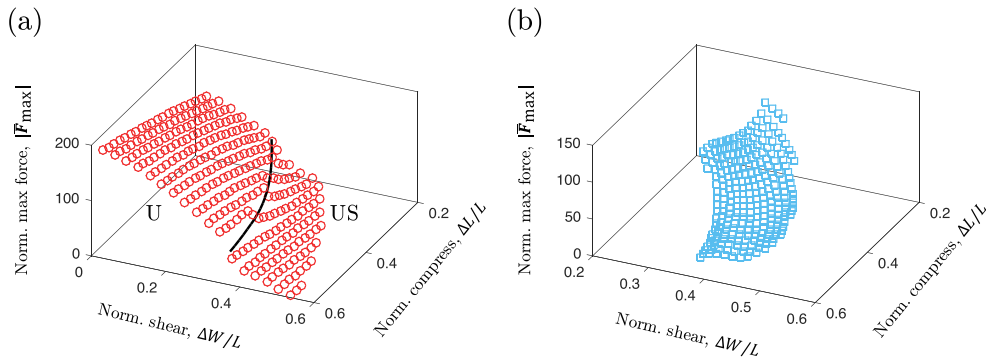 (a)
Norm. max force, |F̄max|
200
100
0
0
0.2
0.4
0.6
Norm. shear, ΔW/L
0.6
0.4
0.2
Norm. compress, ΔL/L
U
US
(b)
Norm. max force, |F̄max|
150
100
50
0
0.2
0.3
0.4
0.5
0.6
Norm. shear, ΔW/L
0.6
0.4
0.2
Norm. compress, ΔL/L